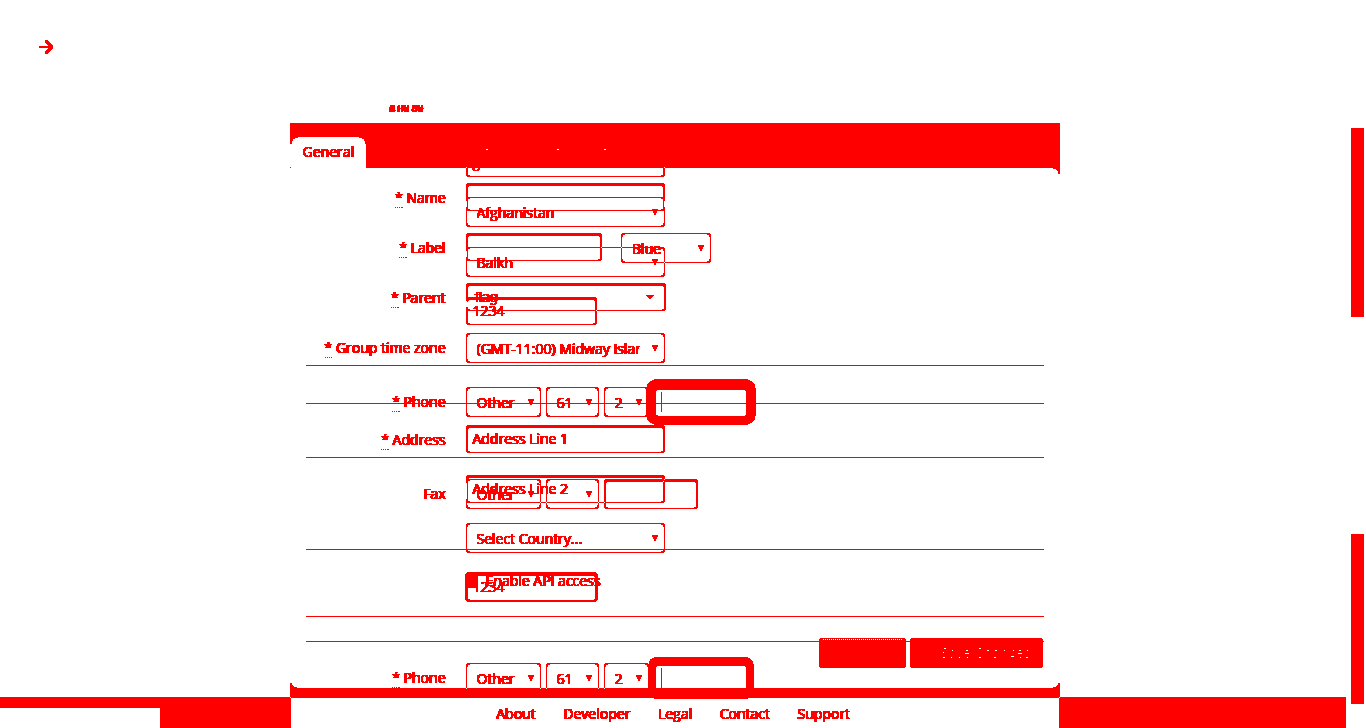 General
* Name
Afghanistan
* Label Blue
Balkh
* Parent flag
1234
* Group time zone (GMT-11:00) Midway Islar
* Phone Other 61 2
* Address Address Line 1
Address Line 2
Fax Other
Select Country...
Enable API access
1234
Save Changes
* Phone Other 61 2
About Developer Legal Contact Support